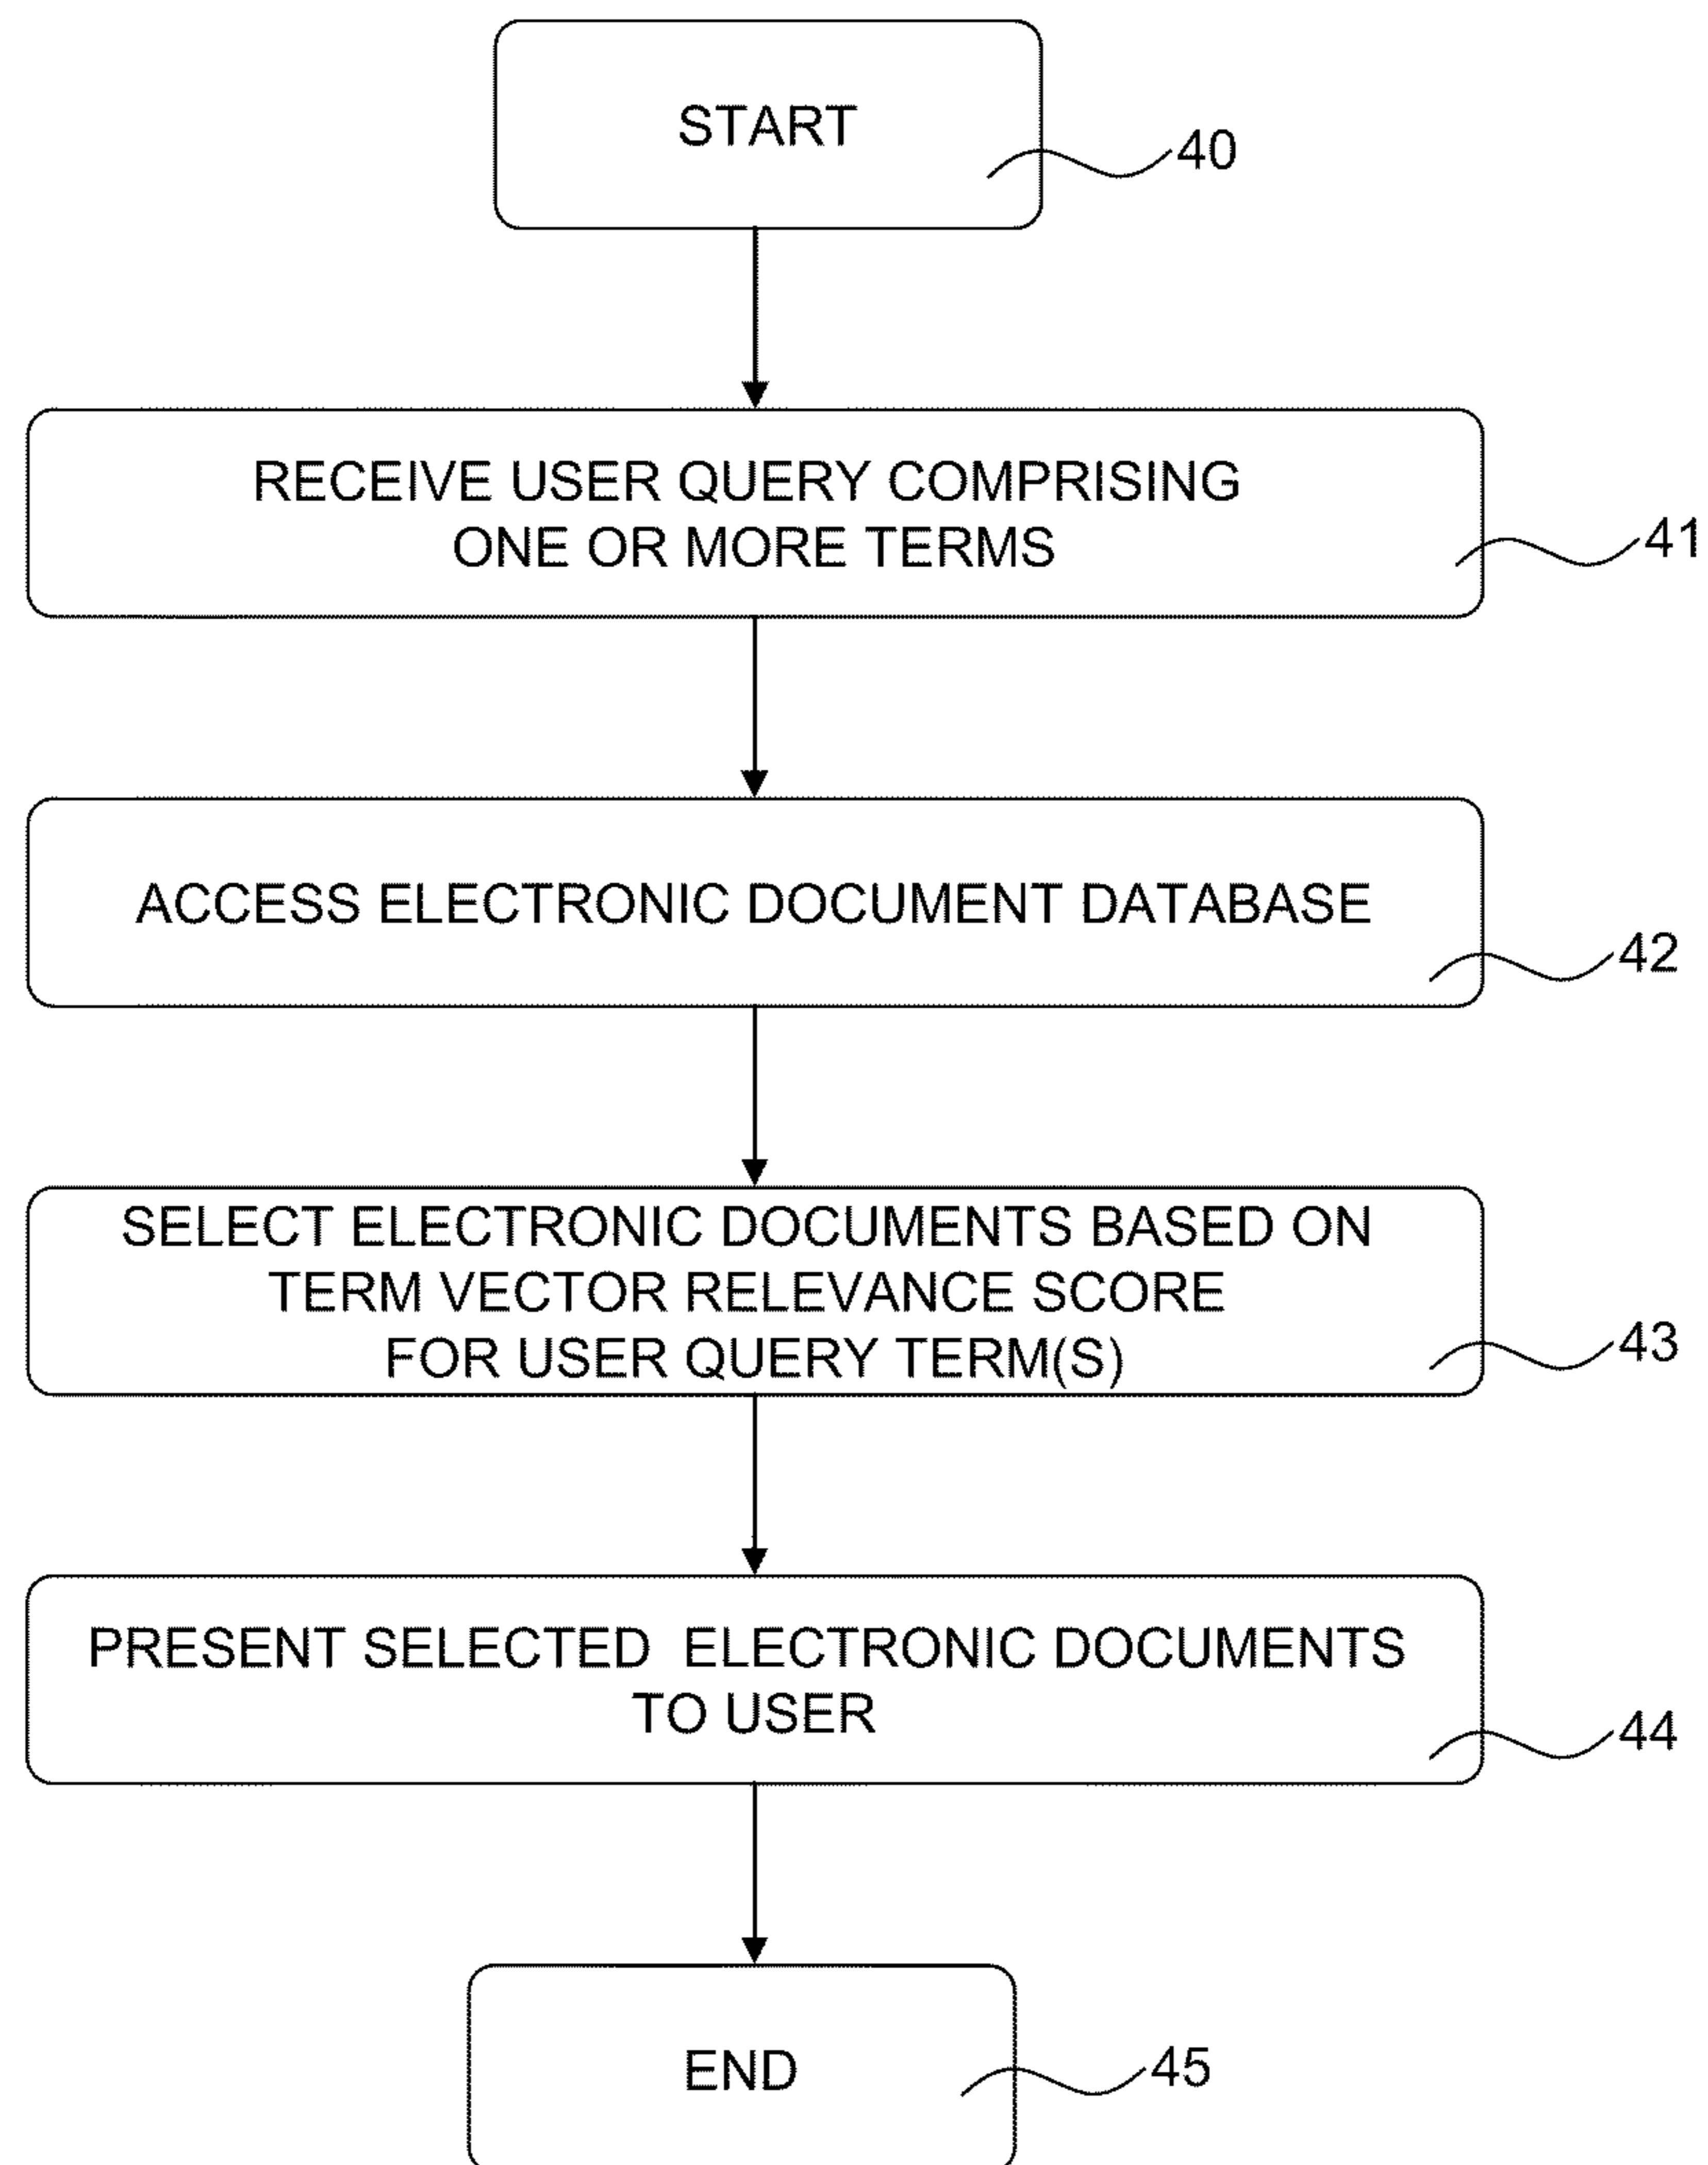 START
40
RECEIVE USER QUERY COMPRISING
ONE OR MORE TERMS
41
ACCESS ELECTRONIC DOCUMENT DATABASE
42
SELECT ELECTRONIC DOCUMENTS BASED ON
TERM VECTOR RELEVANCE SCORE
FOR USER QUERY TERM(S)
43
PRESENT SELECTED ELECTRONIC DOCUMENTS
TO USER
44
END
45